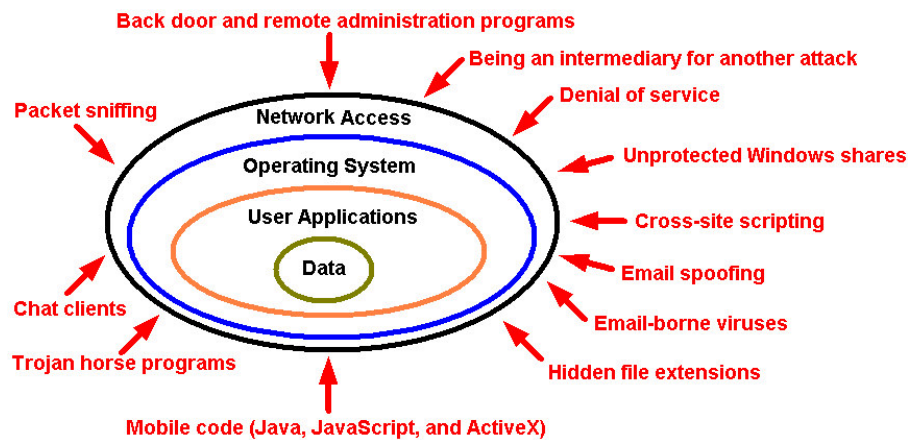 Back door and remote administration programs
Being an intermediary for another attack
Denial of service
Packet sniffing
Network Access
Operating System
Unprotected Windows shares
User Applications
Cross-site scripting
Data
Email spoofing
Chat clients
Email-borne viruses
Trojan horse programs
Hidden file extensions
Mobile code (Java, JavaScript, and ActiveX)